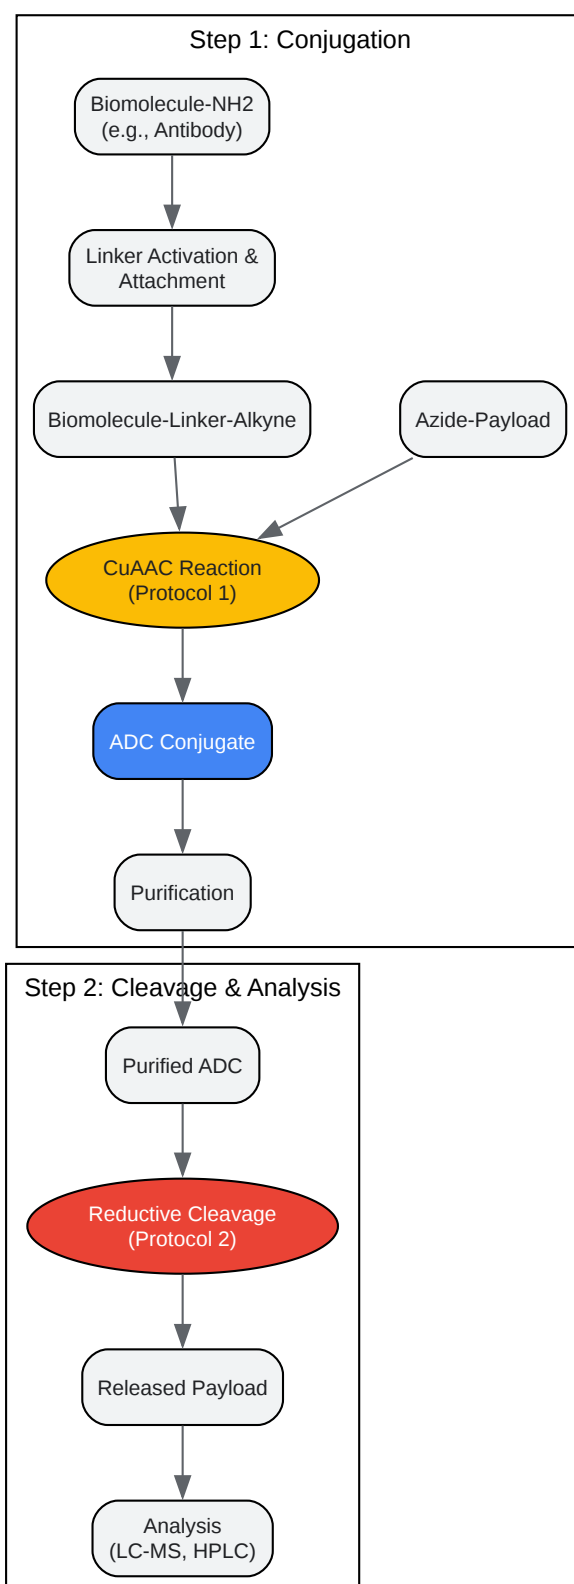 Step 1: Conjugation
Biomolecule-NH2
(e.g., Antibody)
Linker Activation &
Attachment
Biomolecule-Linker-Alkyne
Azide-Payload
CuAAC Reaction
(Protocol 1)
ADC Conjugate
Purification
Step 2: Cleavage & Analysis
Purified ADC
Reductive Cleavage
(Protocol 2)
Released Payload
Analysis
(LC-MS, HPLC)